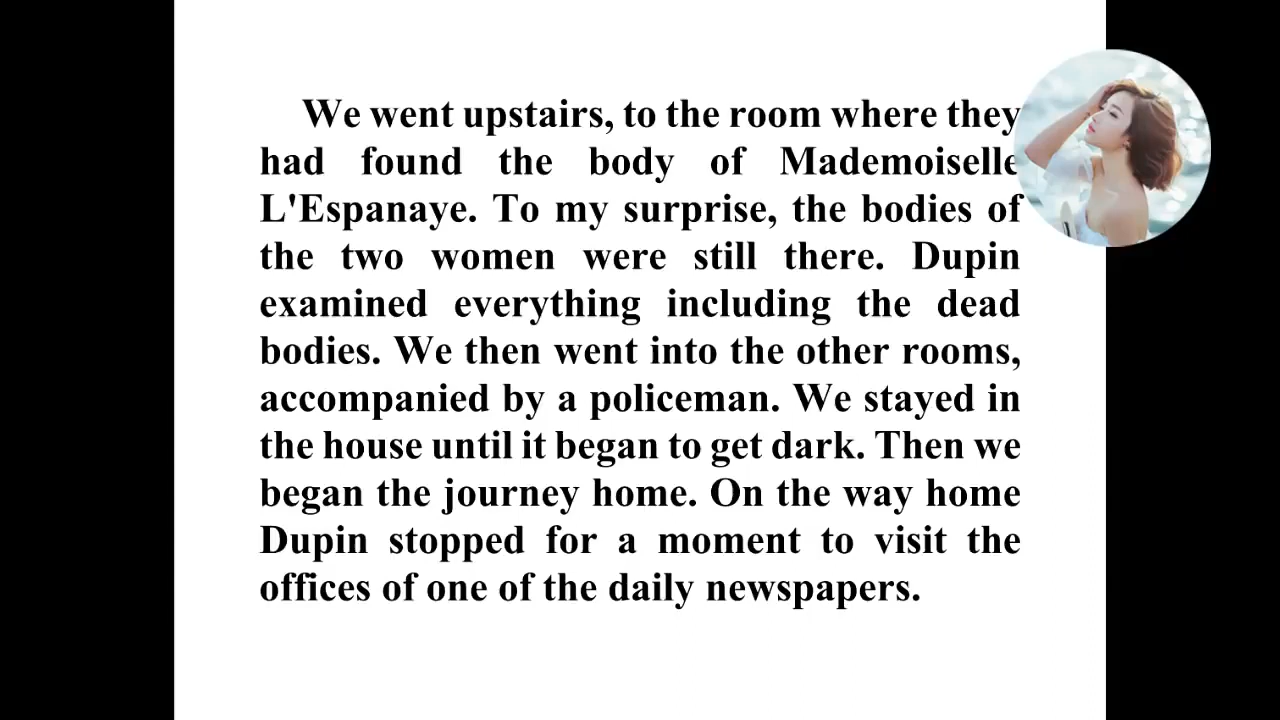 We went upstairs, to the room where they
had found the body of Mademoiselle
L'Espanaye. To my surprise, the bodies of
the two women were still there. Dupin
examined everything including the dead
bodies. We then went into the other rooms,
accompanied by a policeman. We stayed in
the house until it began to get dark. Then we
began the journey home. On the way home
Dupin stopped for a moment to visit the
offices of one of the daily newspapers.